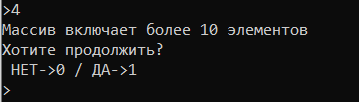 >4
Массив включает более 10 элементов
Хотите продолжить?
 НЕТ->0 / ДА->1
>